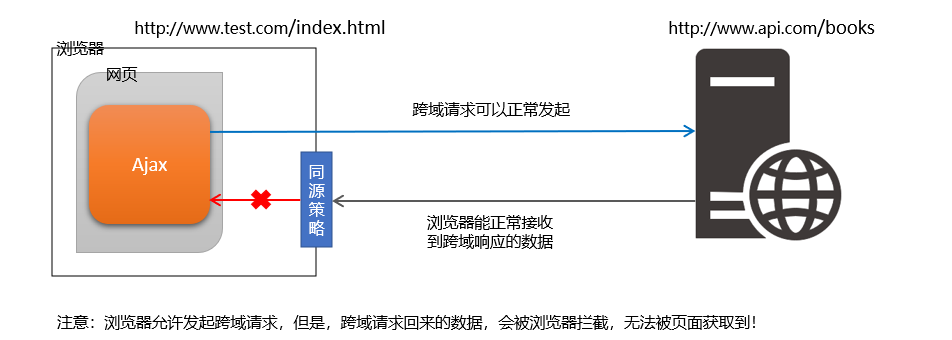 http://www.test.com/index.html
http://www.api.com/books
浏览器
网页
跨域请求可以正常发起
Ajax
同源策略
浏览器能正常接收
到跨域响应的数据
注意：浏览器允许发起跨域请求，但是，跨域请求回来的数据，会被浏览器拦截，无法被页面获取到！